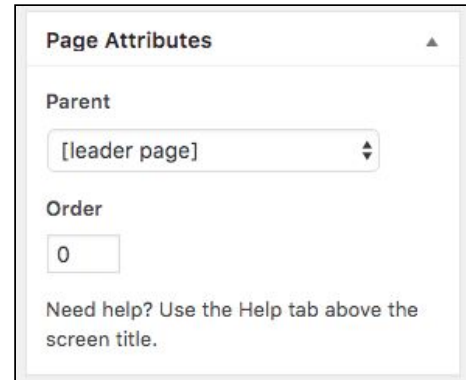 Page Attributes
Parent
[leader page]
Order
0
Need help? Use the Help tab above the
screen title.